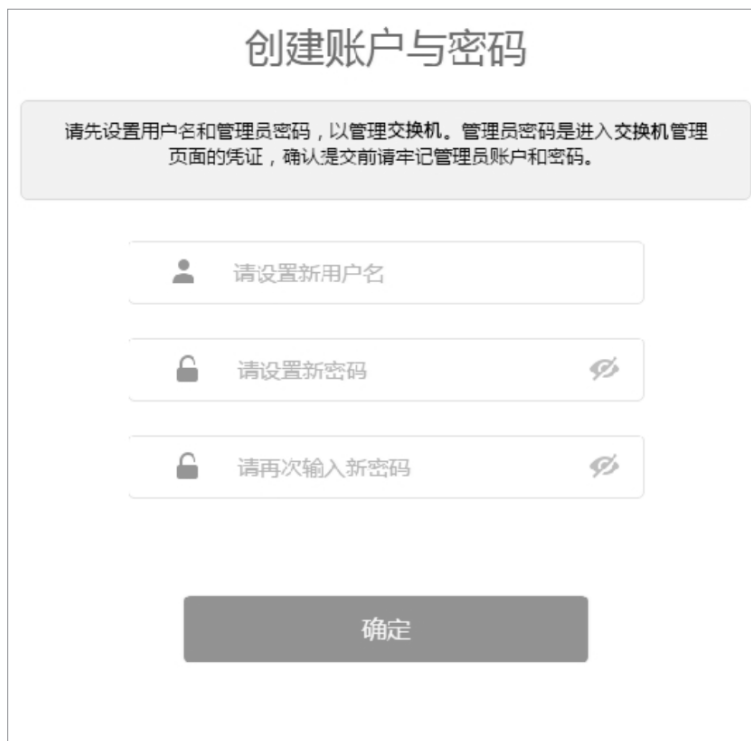 创建账户与密码
请先设置用户名和管理员密码，以管理交换机。管理员密码是进入交换机管理
页面的凭证，确认提交前请牢记管理员账户和密码。
请设置新用户名
请设置新密码
请再次输入新密码
确定